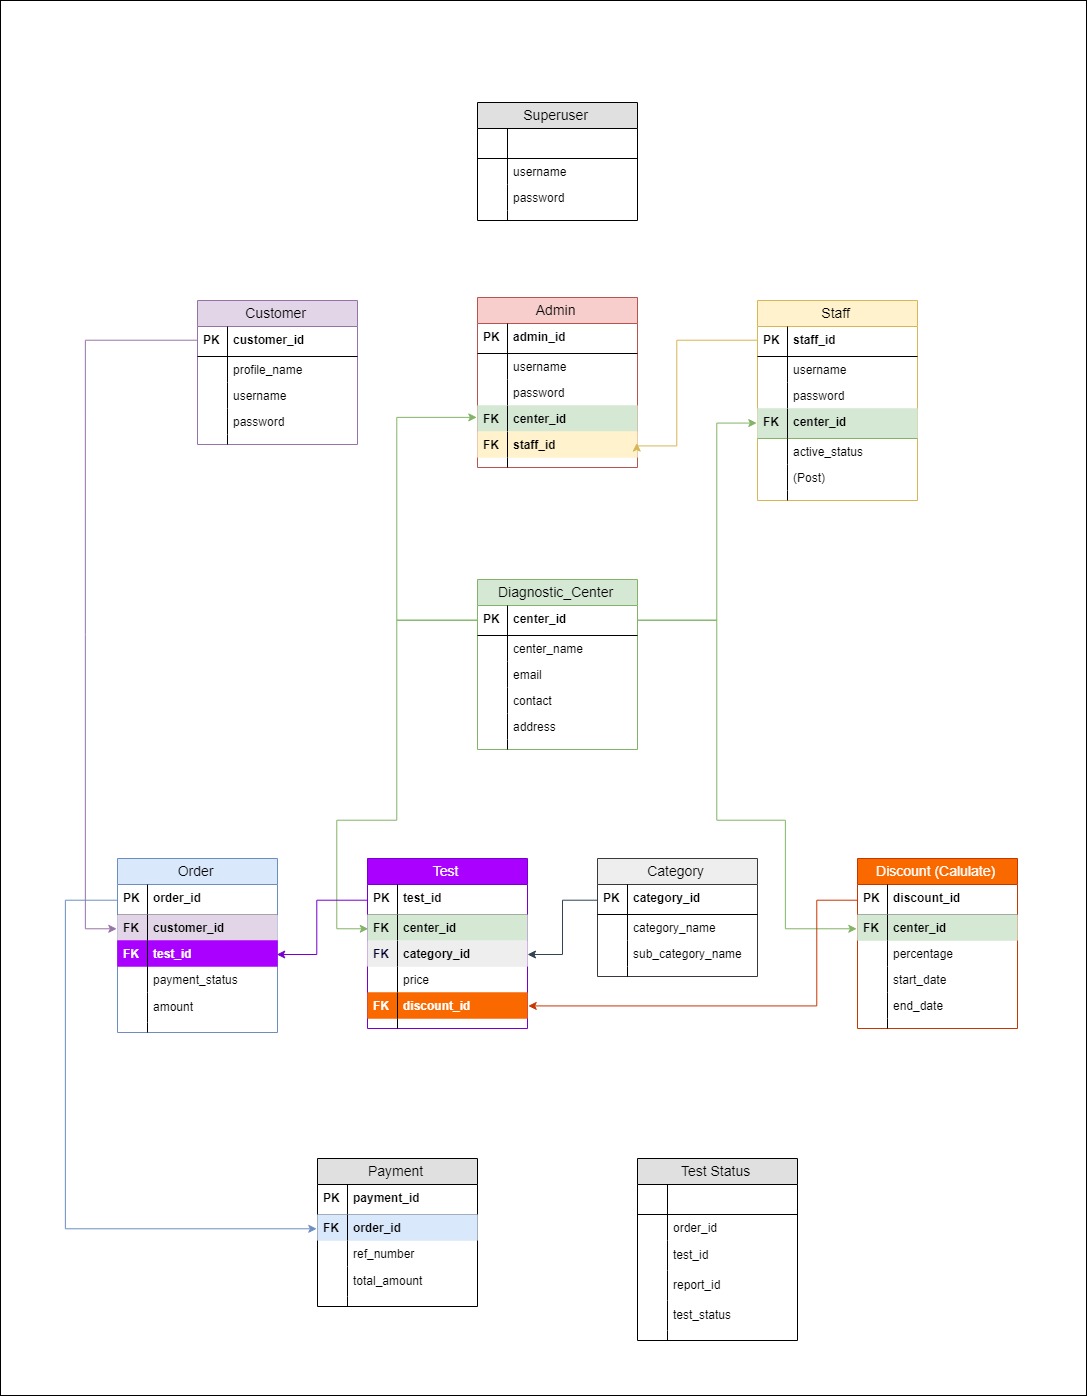 Superuser
username
password
Customer
PK customer_id
profile_name
username
password
Admin
PK admin_id
username
password
FK center_id
FK staff_id
Staff
PK staff_id
username
password
FK center_id
active_status
(Post)
Diagnostic_Center
PK center_id
center_name
email
contact
address
Order
PK order_id
FK customer_id
FK test_id
payment_status
amount
Test
PK test_id
FK center_id
FK category_id
price
FK discount_id
Category
PK category_id
category_name
sub_category_name
Discount (Calulate)
PK discount_id
FK center_id
percentage
start_date
end_date
Payment
PK payment_id
FK order_id
ref_number
total_amount
Test Status
order_id
test_id
report_id
test_status